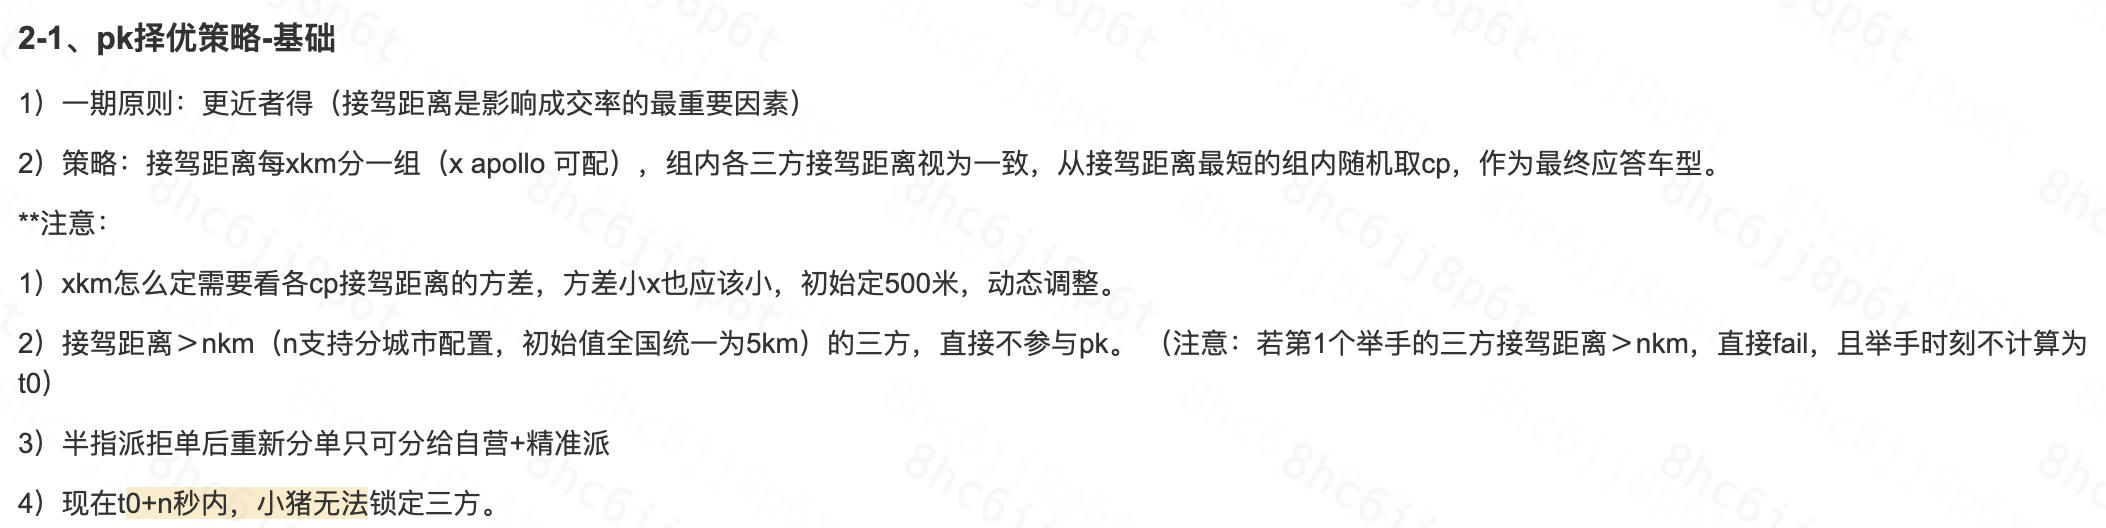 2-1、pk择优策略-基础
1）一期原则：更近者得（接驾距离是影响成交率的最重要因素）
2）策略：接驾距离每xkm分一组（x apollo 可配），组内各三方接驾距离视为一致，从接驾距离最短的组内随机取cp，作为最终应答车型。
**注意：
1）xkm怎么定需要看各cp接驾距离的方差，方差小x也应该小，初始定500米，动态调整。
2）接驾距离＞nkm（n支持分城市配置，初始值全国统一为5km）的三方，直接不参与pk。（注意：若第1个举手的三方接驾距离＞nkm，直接fail，且举手时刻不计算为
t0）
3）半指派拒单后重新分单只可分给自营+精准派
4）现在t0+n秒内，小猪无法锁定三方。